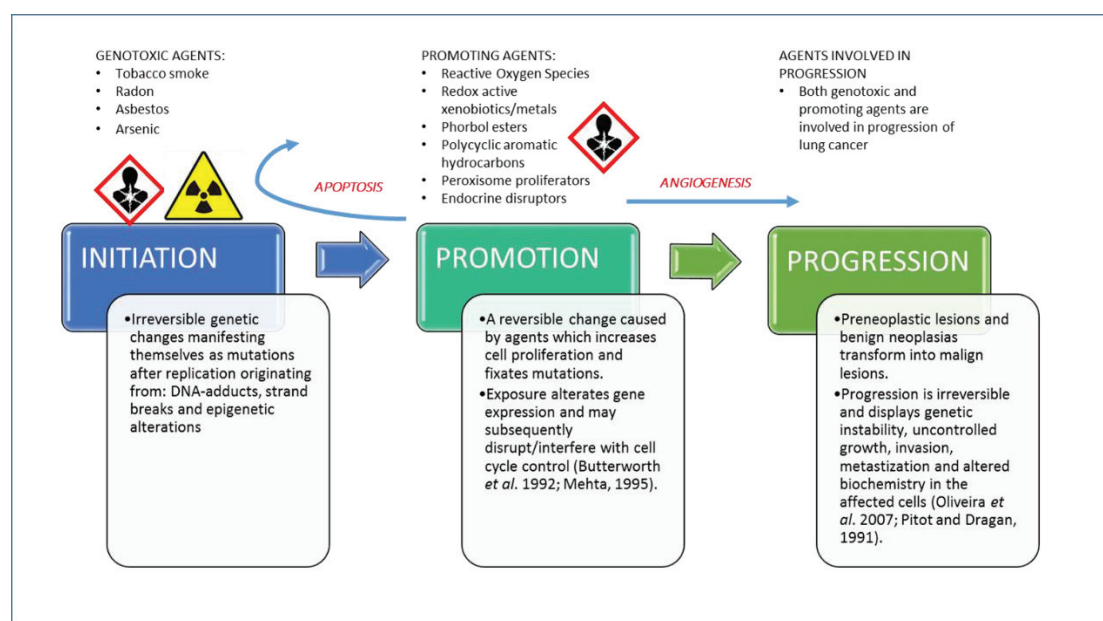 GENOTOXIC AGENTS:
• Tobacco smoke
• Radon
• Asbestos
• Arsenic
PROMOTING AGENTS:
• Reactive Oxygen Species
• Redox active
xenobiotics/metals
• Phorbol esters
• Polycyclic aromatic
hydrocarbons
• Peroxisome proliferators
• Endocrine disruptors
AGENTS INVOLVED IN
PROGRESSION
• Both genotoxic and
promoting agents are
involved in progression of
lung cancer
APOPTOSIS
ANGIOGENESIS
INITIATION
•Irreversible genetic
changes manifesting
themselves as mutations
after replication originating
from: DNA-adducts, strand
breaks and epigenetic
alterations
PROMOTION
•A reversible change caused
by agents which increases
cell proliferation and
fixates mutations.
•Exposure alterates gene
expression and may
subsequently
disrupt/interfere with cell
cycle control (Butterworth
et al. 1992; Mehta, 1995).
PROGRESSION
•Preneoplastic lesions and
benign neoplasias
transform into malign
lesions.
•Progression is irreversible
and displays genetic
instability, uncontrolled
growth, invasion,
metastization and altered
biochemistry in the
affected cells (Oliveira et
al. 2007; Pitot and Dragan,
1991).